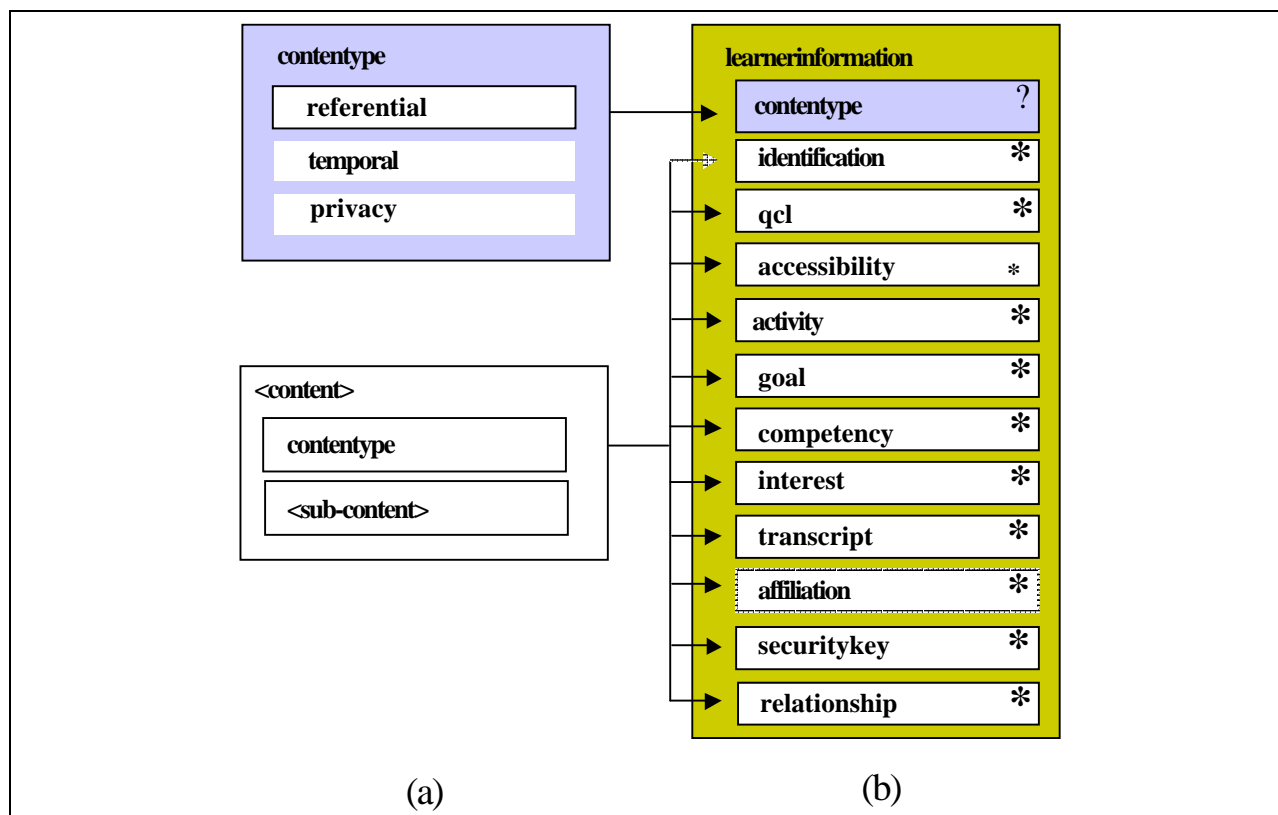 contentype
referential
temporal
privacy
<content>
contentype
<sub-content>
(a)
learnerinformation
contentype ?
identification *
qcl *
accessibility *
activity *
goal *
competency *
interest *
transcript *
affiliation *
securitykey *
relationship *
(b)